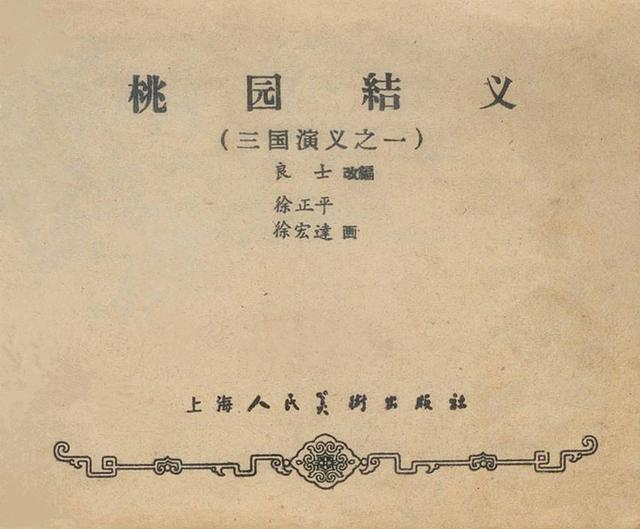 桃园結义
(三国演义之一)
良士 改編
徐正平
徐宏達 画
上海人民美術出版社